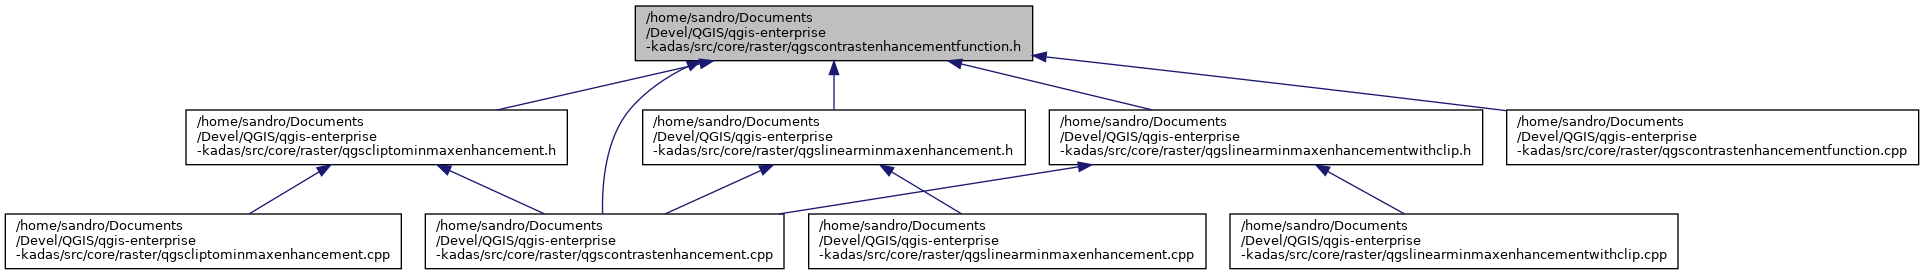 /home/sandro/Documents
/Devel/QGIS/qgis-enterprise
-kadas/src/core/raster/qgscontrastenhancementfunction.h
/home/sandro/Documents
/Devel/QGIS/qgis-enterprise
-kadas/src/core/raster/qgscliptominmaxenhancement.h
/home/sandro/Documents
/Devel/QGIS/qgis-enterprise
-kadas/src/core/raster/qgslinearminmaxenhancement.h
/home/sandro/Documents
/Devel/QGIS/qgis-enterprise
-kadas/src/core/raster/qgslinearminmaxenhancementwithclip.h
/home/sandro/Documents
/Devel/QGIS/qgis-enterprise
-kadas/src/core/raster/qgscontrastenhancementfunction.cpp
/home/sandro/Documents
/Devel/QGIS/qgis-enterprise
-kadas/src/core/raster/qgscliptominmaxenhancement.cpp
/home/sandro/Documents
/Devel/QGIS/qgis-enterprise
-kadas/src/core/raster/qgscontrastenhancement.cpp
/home/sandro/Documents
/Devel/QGIS/qgis-enterprise
-kadas/src/core/raster/qgslinearminmaxenhancement.cpp
/home/sandro/Documents
/Devel/QGIS/qgis-enterprise
-kadas/src/core/raster/qgslinearminmaxenhancementwithclip.cpp